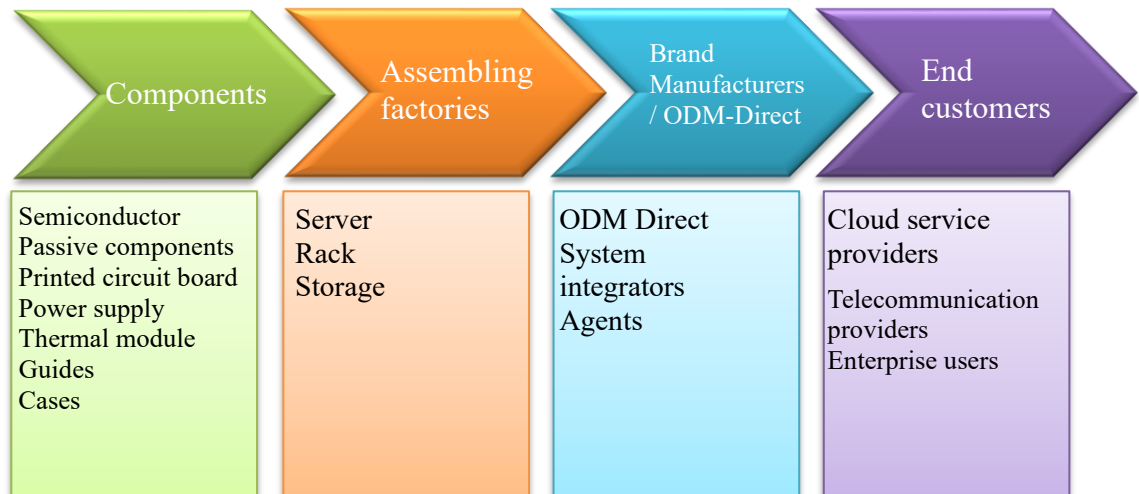 Components
Assembling
factories
Brand
Manufacturers
/ ODM-Direct
End
customers
Semiconductor
Passive components
Printed circuit board
Power supply
Thermal module
Guides
Cases
Server
Rack
Storage
ODM Direct
System
integrators
Agents
Cloud service
providers
Telecommunication
providers
Enterprise users